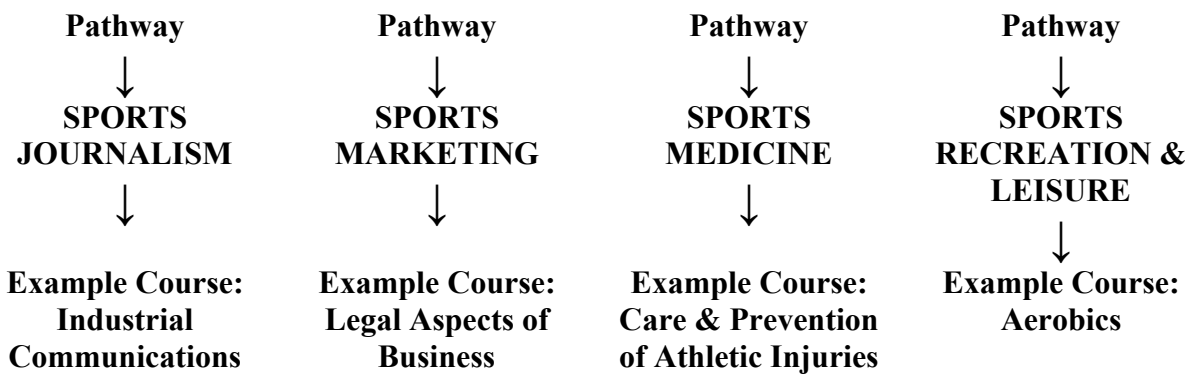 Pathway
↓
SPORTS
JOURNALISM
↓
Example Course:
Industrial
Communications
Pathway
↓
SPORTS
MARKETING
↓
Example Course:
Legal Aspects of
Business
Pathway
↓
SPORTS
MEDICINE
↓
Example Course:
Care & Prevention
of Athletic Injuries
Pathway
↓
SPORTS
RECREATION &
LEISURE
↓
Example Course:
Aerobics